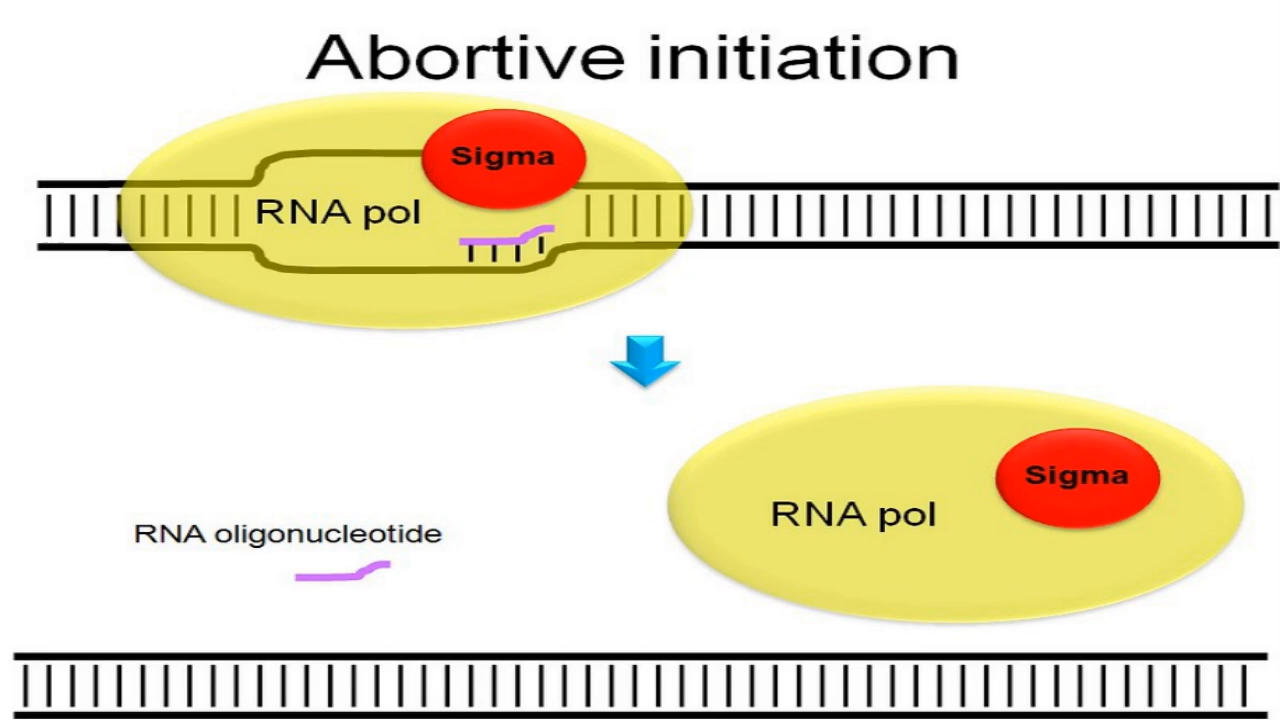 Abortive initiation
Sigma
RNA pol
Sigma
RNA pol
RNA oligonucleotide